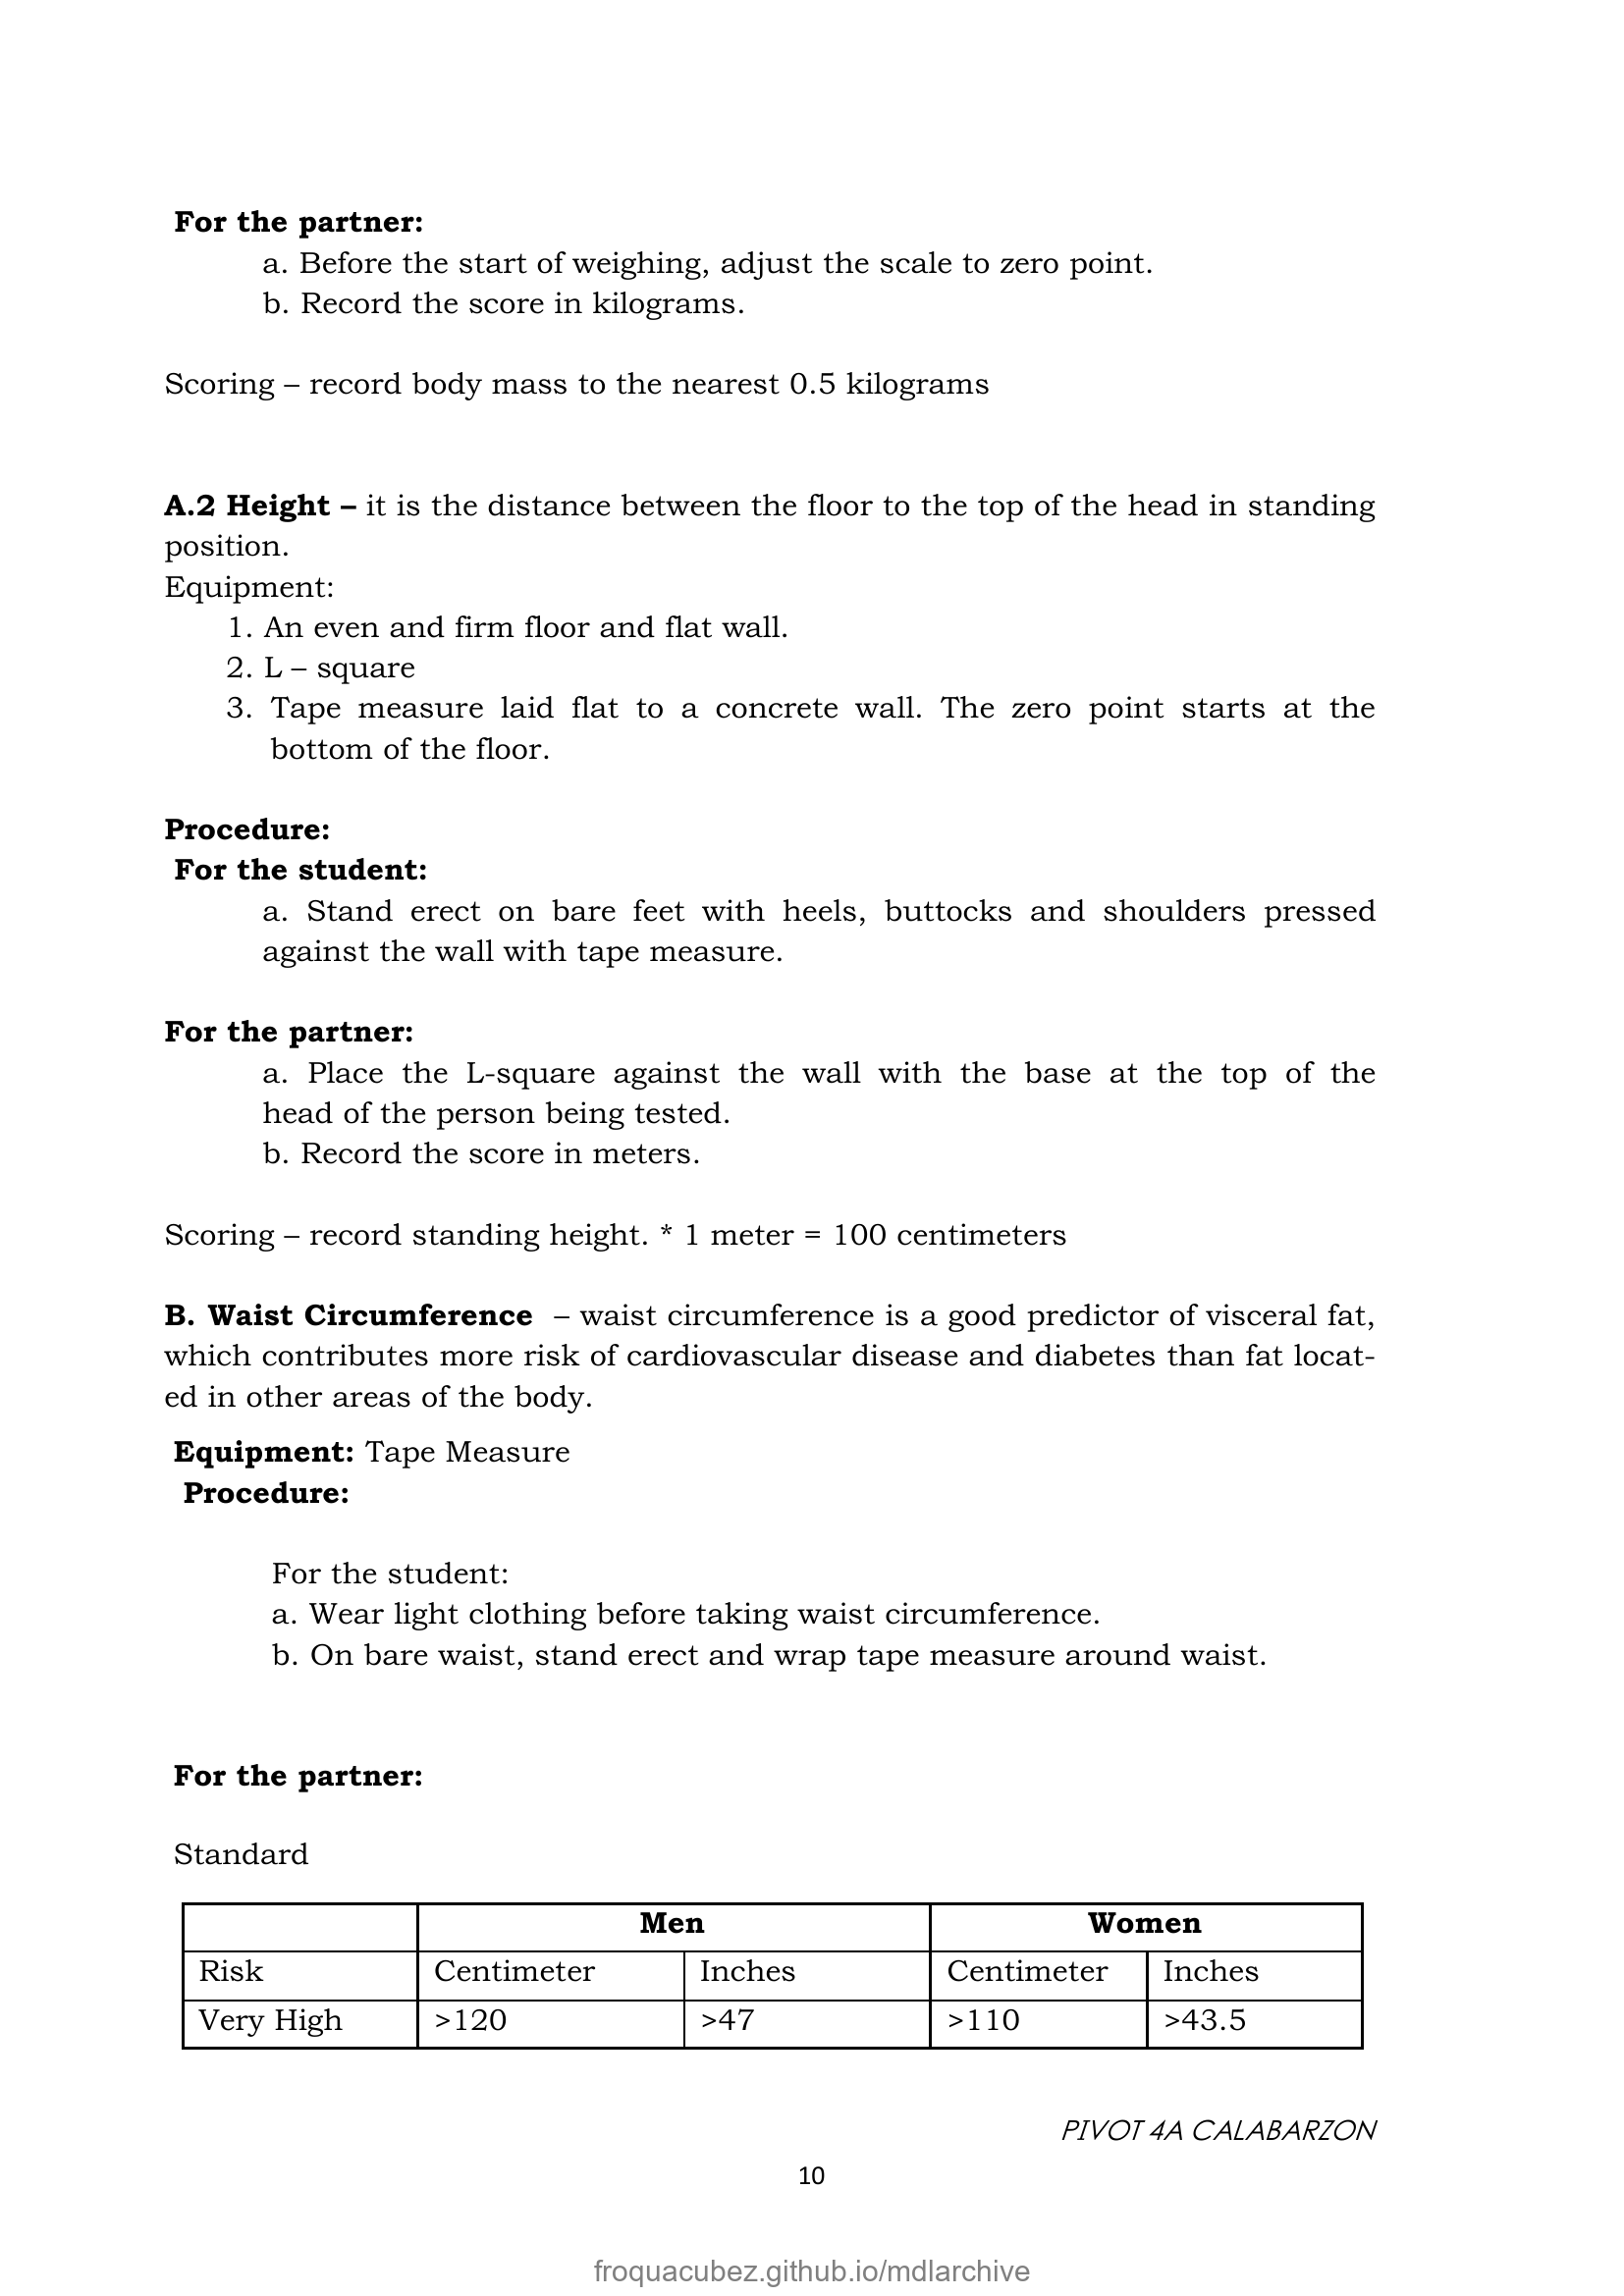 For the partner:
a. Before the start of weighing, adjust the scale to zero point.
b. Record the score in kilograms.
Scoring – record body mass to the nearest 0.5 kilograms
A.2 Height – it is the distance between the floor to the top of the head in standing
position.
Equipment:
1. An even and firm floor and flat wall.
2. L – square
3. Tape measure laid flat to a concrete wall. The zero point starts at the
bottom of the floor.
Procedure:
For the student:
a. Stand erect on bare feet with heels, buttocks and shoulders pressed
against the wall with tape measure.
For the partner:
a. Place the L-square against the wall with the base at the top of the
head of the person being tested.
b. Record the score in meters.
Scoring – record standing height. * 1 meter = 100 centimeters
B. Waist Circumference – waist circumference is a good predictor of visceral fat,
which contributes more risk of cardiovascular disease and diabetes than fat locat-
ed in other areas of the body.
Equipment: Tape Measure
Procedure:
For the student:
a. Wear light clothing before taking waist circumference.
b. On bare waist, stand erect and wrap tape measure around waist.
For the partner:
Standard
Men Women
Risk Centimeter Inches Centimeter Inches
Very High >120 >47 >110 >43.5
PIVOT 4A CALABARZON
10
froquacubez.github.io/mdlarchive